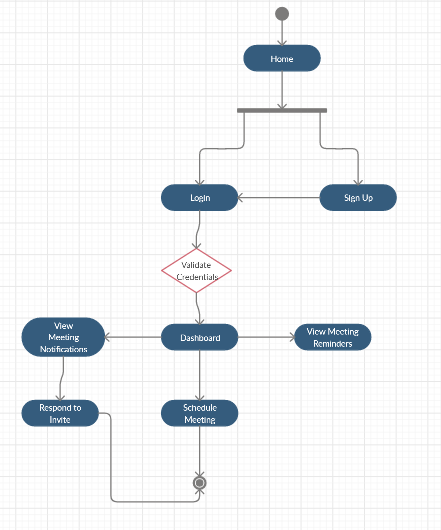 Home
Login
Sign Up
Validate
Credentials
View
Meeting
Notifications
Dashboard
View Meeting
Reminders
Respond to
Invite
Schedule
Meeting